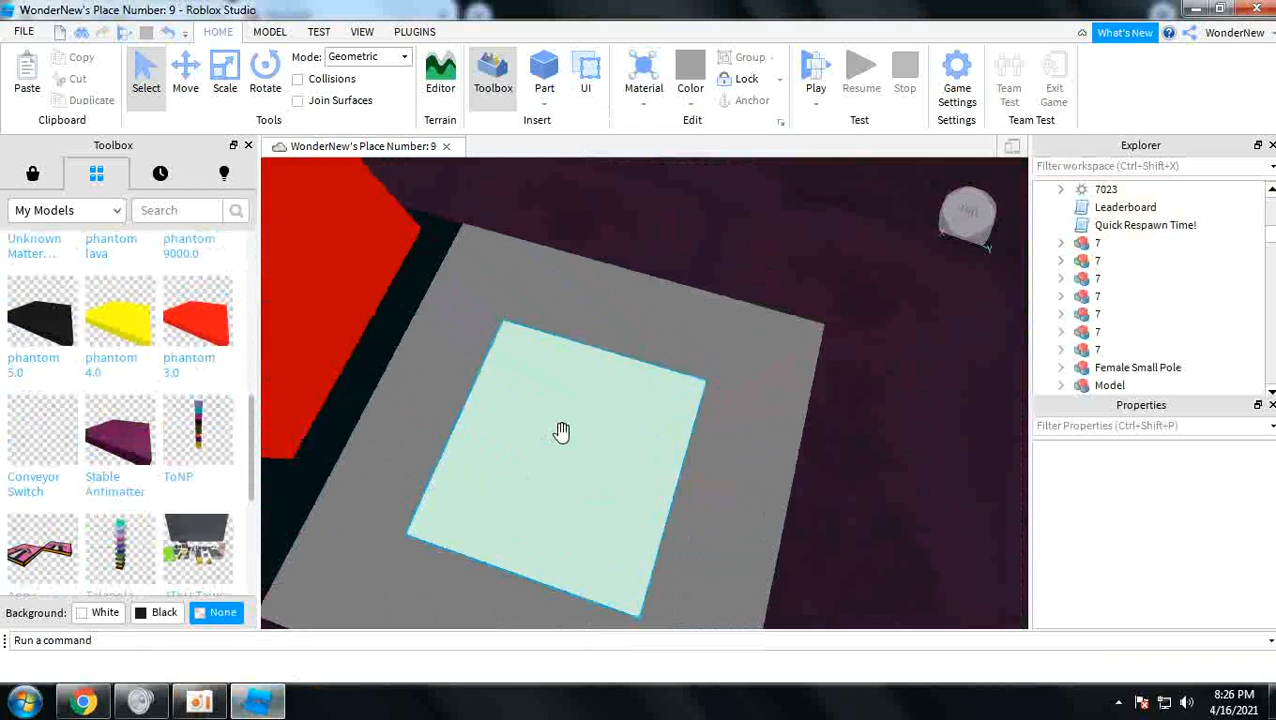 WonderNew's Place Number: 9 - Roblox Studio
FILE
HOME MODEL TEST VIEW PLUGINS
What's New
WonderNew
Paste
Copy
Cut
Duplicate
Clipboard
Select
Move
Scale
Rotate
Mode: Geometric
Collisions
Join Surfaces
Tools
Editor
Terrain
Toolbox
Part
UI
Insert
Material
Color
Group
Lock
Anchor
Edit
Play
Resume
Stop
Test
Game
Settings
Settings
Team
Test
Exit
Game
Team Test
Toolbox
My Models
Search
Unknown
Matter...
phantom
lava
phantom
9000.0
phantom
5.0
phantom
4.0
phantom
3.0
Conveyor
Switch
Stable
Antimatter
ToNP
Background: White Black None
WonderNew's Place Number: 9
Explorer
Filter workspace (Ctrl+Shift+X)
7023
Leaderboard
Quick Respawn Time!
7
7
7
7
7
7
7
Female Small Pole
Model
Properties
Filter Properties (Ctrl+Shift+P)
Run a command
8:26 PM
4/16/2021